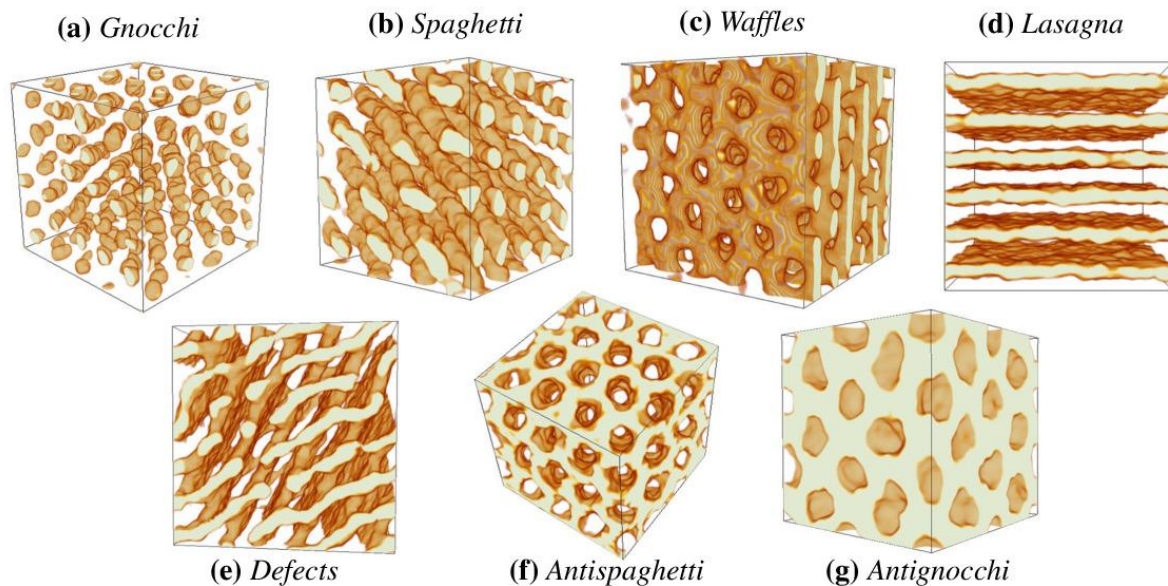 (a) Gnocchi
(b) Spaghetti
(c) Waffles
(d) Lasagna
(e) Defects
(f) Antispaghetti
(g) Antignocchi